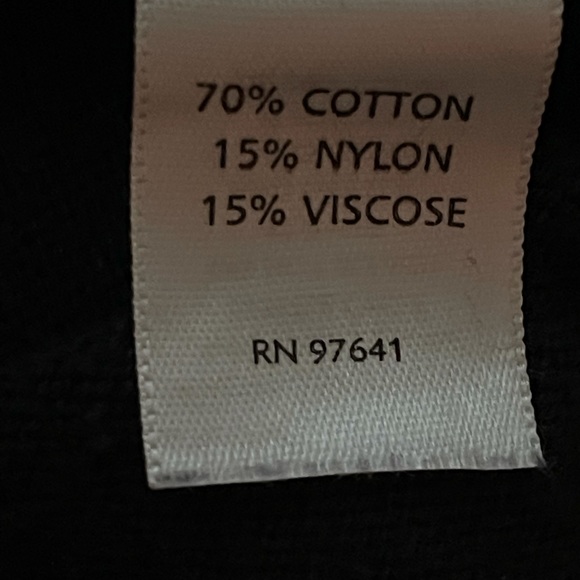 70% COTTON
15% NYLON
15% VISCOSE
RN 97641